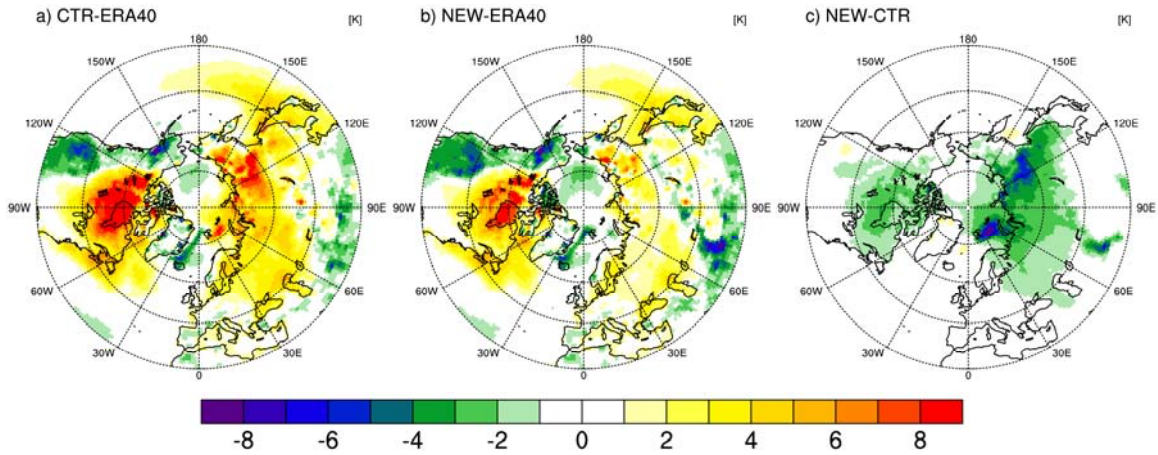 a) CTR-ERA40 [K] b) NEW-ERA40 [K] c) NEW-CTR [K]
180 180 180
150W 150E 150W 150E 150W 150E
120W 120E 120W 120E 120W 120E
90W 90E 90W 90E 90W 90E
60W 60E 60W 60E 60W 60E
30W 30E 30W 30E 30W 30E
0 0 0
-8 -6 -4 -2 0 2 4 6 8